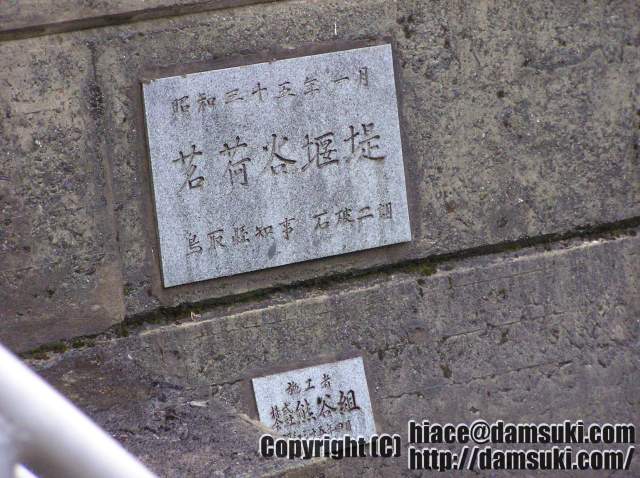 昭和三十五年一月
茗荷谷堰堤
鳥取縣知事 石破二朗
施工者
株式会社熊谷組
Copyright (C) hiace@damsuki.com
http://damsuki.com/